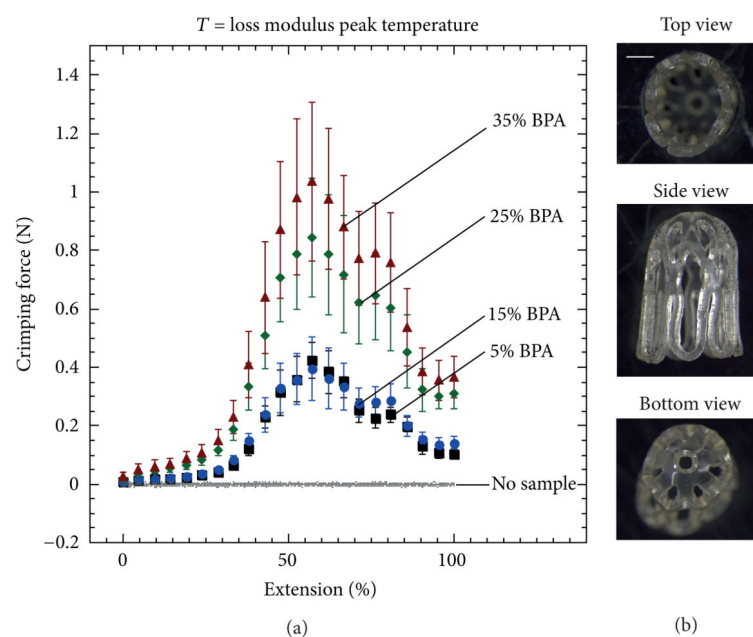 T = loss modulus peak temperature
1.4
1.2
1
0.8
0.6
0.4
0.2
0
−0.2
Crimping force (N)
35% BPA
25% BPA
15% BPA
5% BPA
No sample
0
50
100
Extension (%)
(a)
Top view
Side view
Bottom view
(b)